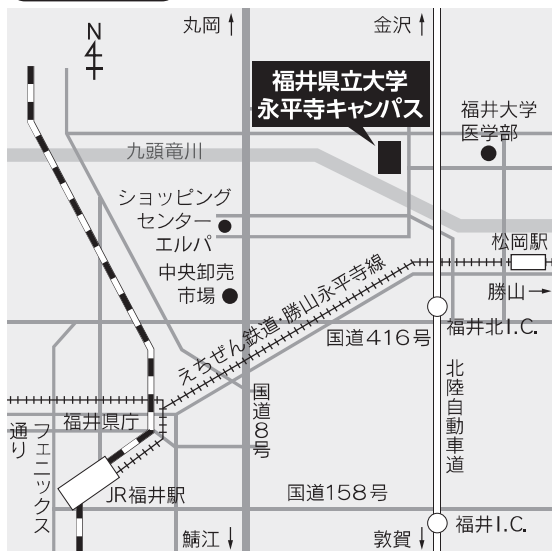 丸岡↑
金沢↑
N
福井県立大学
永平寺キャンパス
福井大学
医学部
九頭竜川
ショッピング
センター
エルパ
松岡駅
中央卸売
市場
勝山→
えちぜん鉄道・勝山永平寺線
福井北I.C.
国道416号
国道8号
北陸自動車道
福井県庁
フェニックス
通り
JR福井駅
国道158号
福井I.C.
鯖江↓
敦賀↓